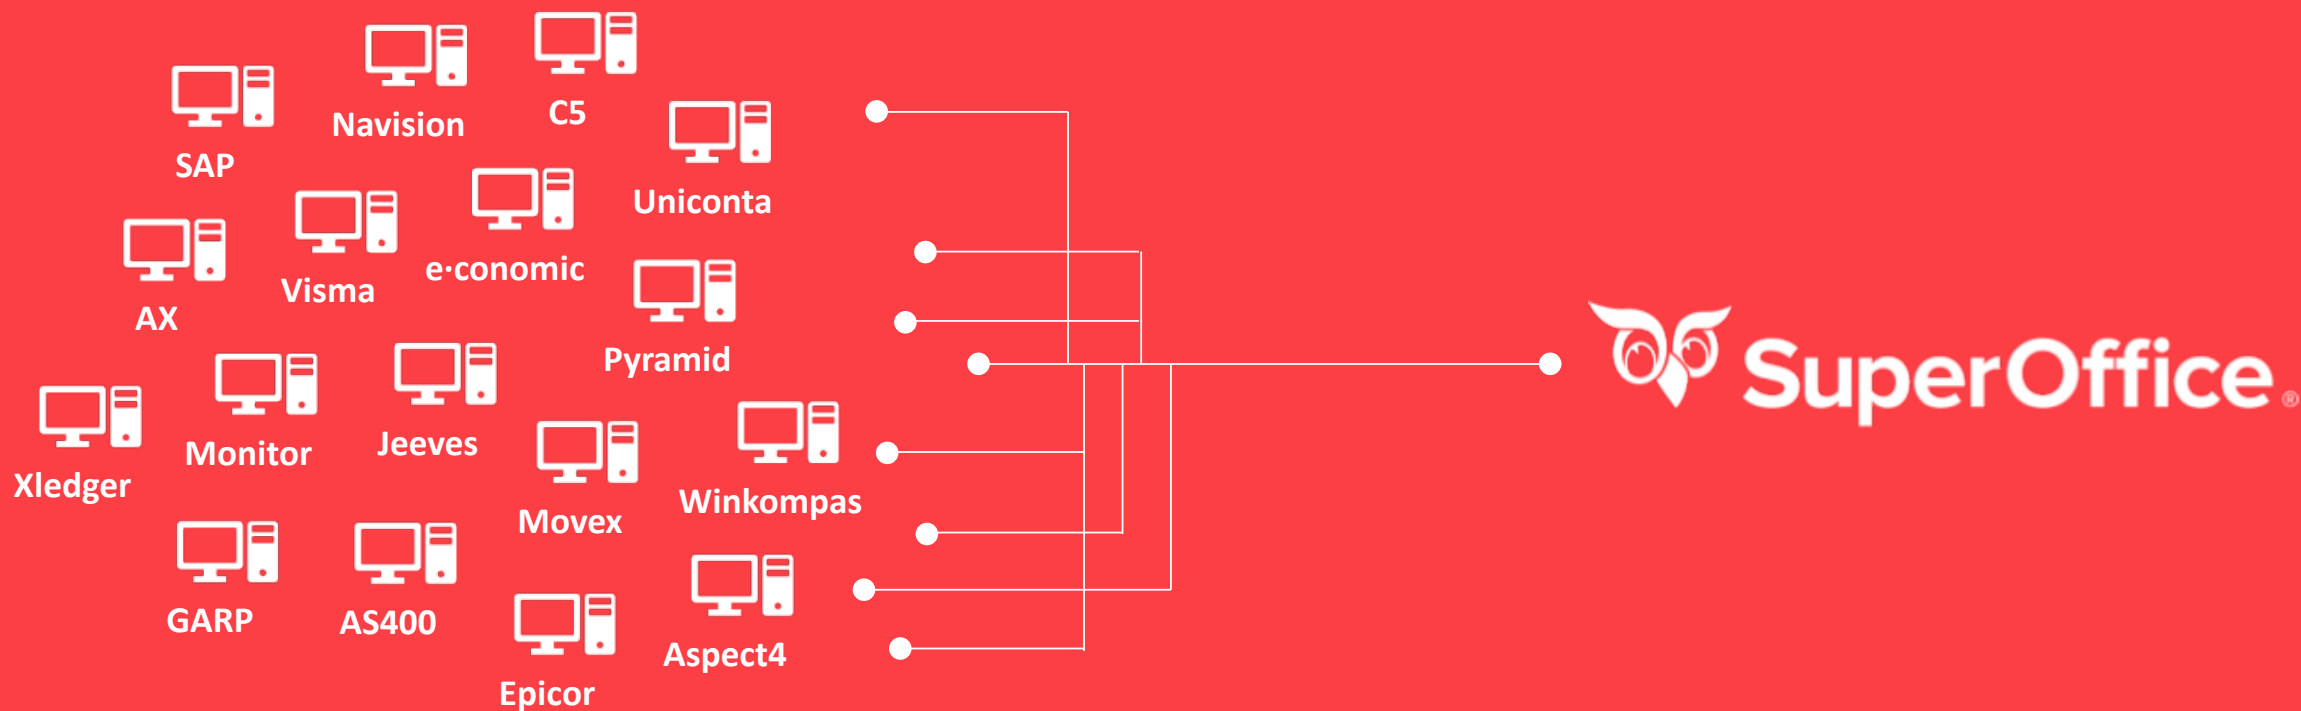 C5
Navision
SAP
Uniconta
e·conomic
Visma
AX
Pyramid
Jeeves
Monitor
Xledger
Winkompas
Movex
GARP
AS400
Aspect4
Epicor
SuperOffice®